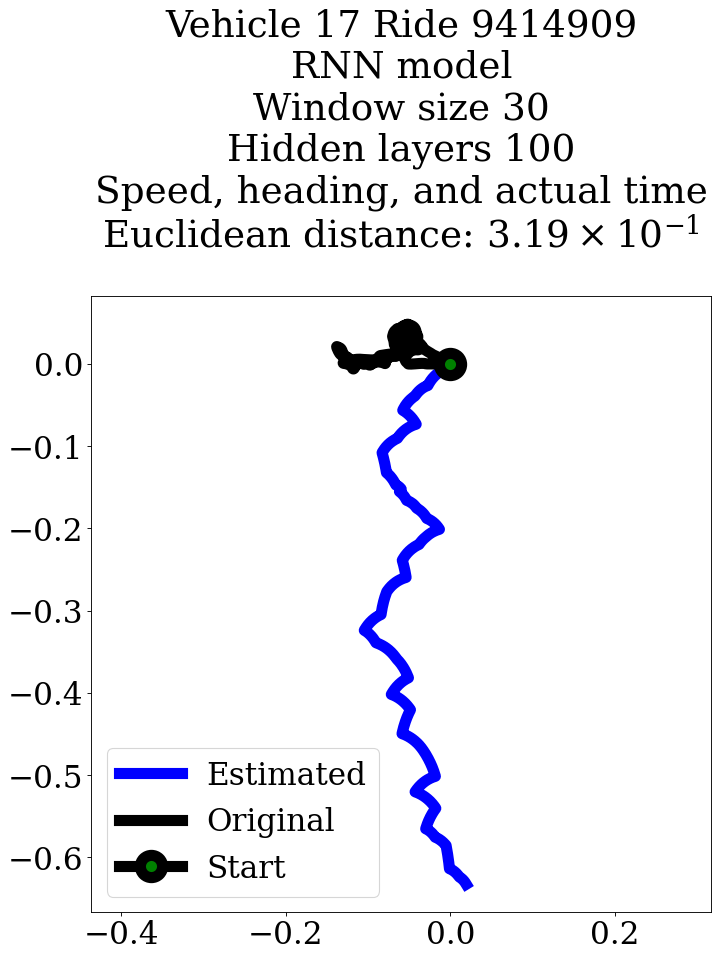 Vehicle 17 Ride 9414909
RNN model
Window size 30
Hidden layers 100
Speed, heading, and actual time
Euclidean distance: 3.19 × 10⁻¹
0.0
−0.1
−0.2
−0.3
−0.4
−0.5
−0.6
Estimated
Original
Start
−0.4 −0.2 0.0 0.2